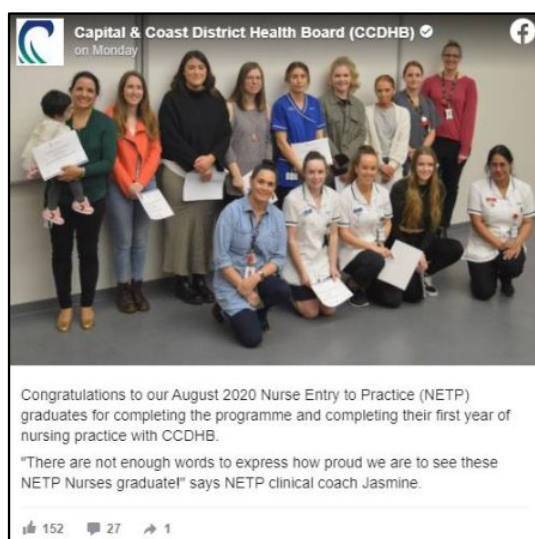 Capital & Coast District Health Board (CCDHB)
on Monday
Congratulations to our August 2020 Nurse Entry to Practice (NETP)
graduates for completing the programme and completing their first year of
nursing practice with CCDHB.
"There are not enough words to express how proud we are to see these
NETP Nurses graduate!" says NETP clinical coach Jasmine.
152 27 1